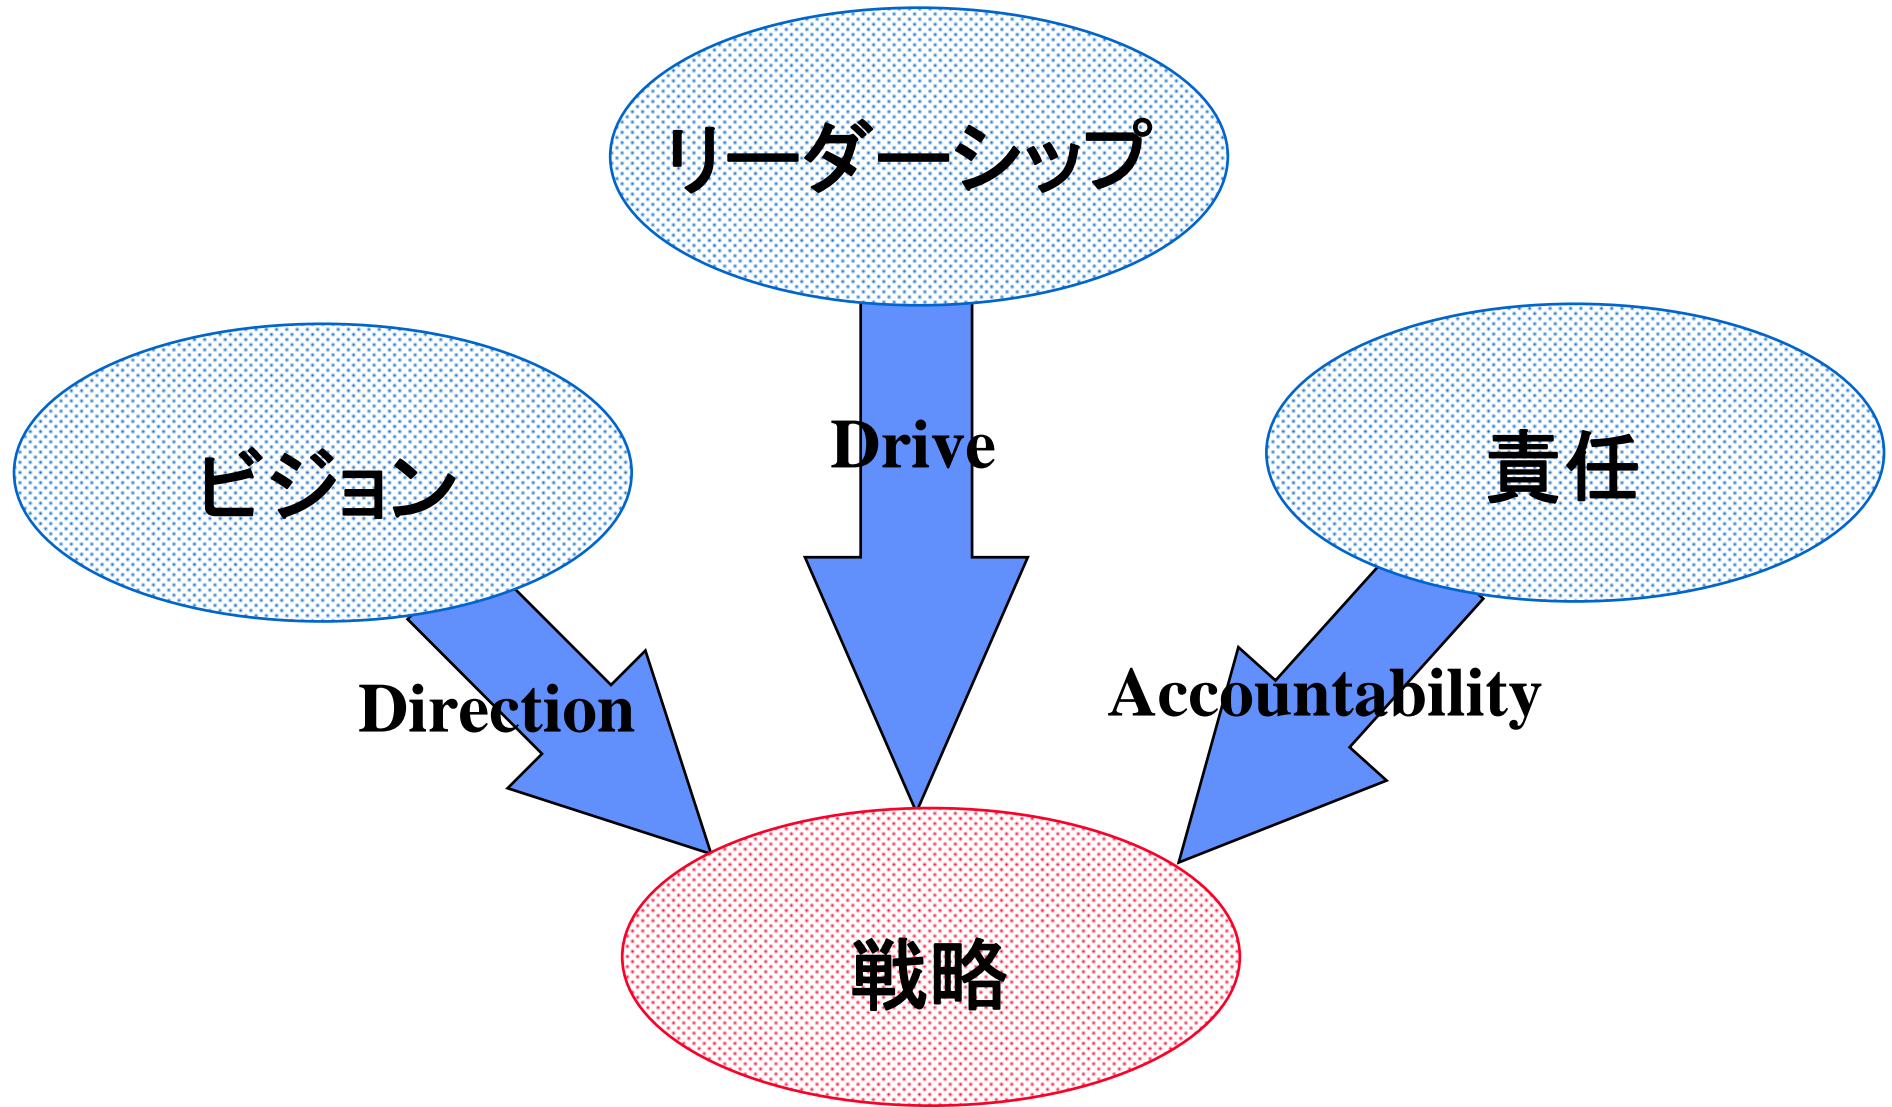 リーダーシップ
ビジョン
責任
Drive
Direction
Accountability
戦略